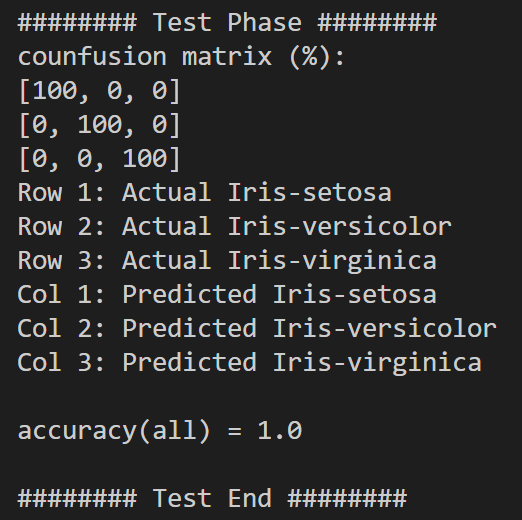 ######## Test Phase ########
counfusion matrix (%):
[100, 0, 0]
[0, 100, 0]
[0, 0, 100]
Row 1: Actual Iris-setosa
Row 2: Actual Iris-versicolor
Row 3: Actual Iris-virginica
Col 1: Predicted Iris-setosa
Col 2: Predicted Iris-versicolor
Col 3: Predicted Iris-virginica
accuracy(all) = 1.0
######## Test End ########